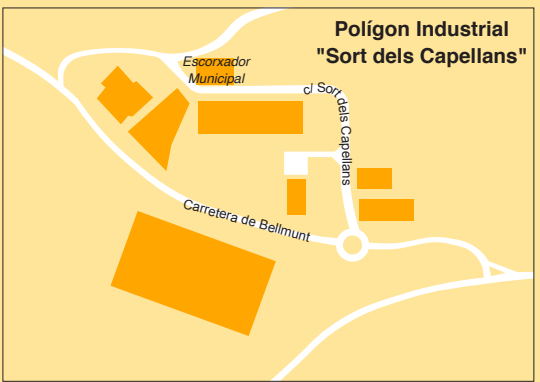 Polígon Industrial
"Sort dels Capellans"
Escorxador
Municipal
c/ Sort dels Capellans
Carretera de Bellmunt